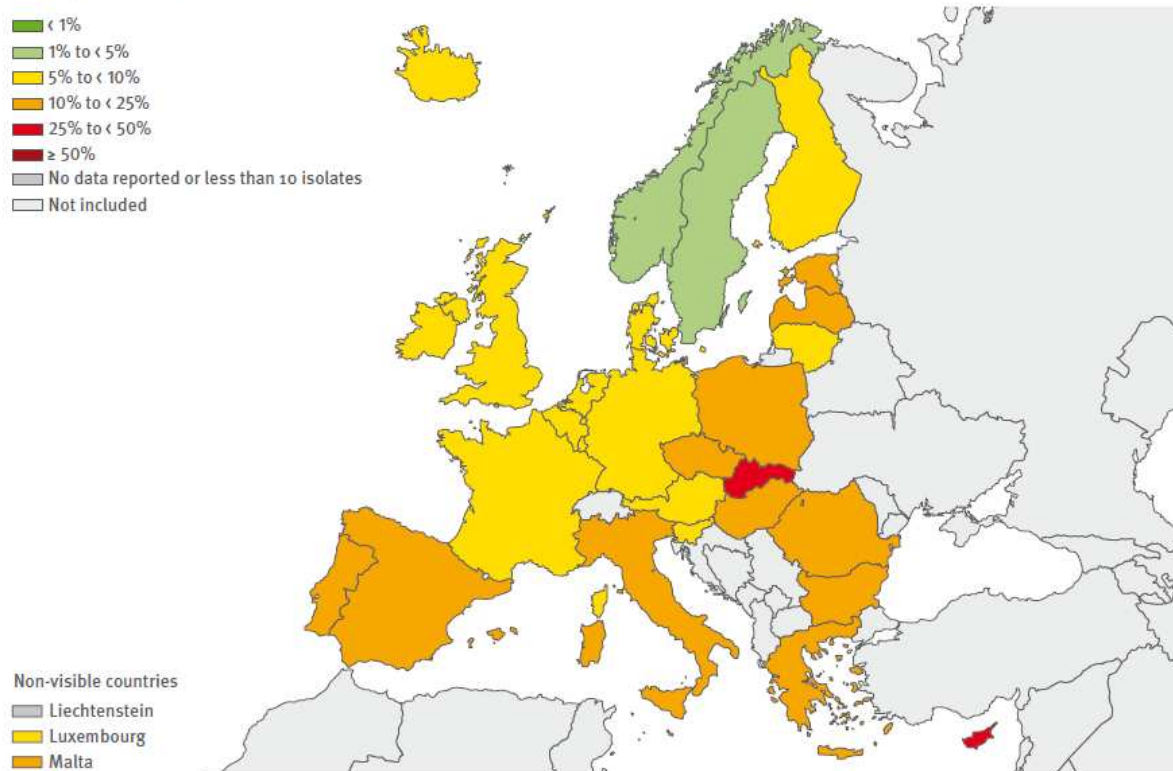 < 1%
1% to < 5%
5% to < 10%
10% to < 25%
25% to < 50%
≥ 50%
No data reported or less than 10 isolates
Not included
Non-visible countries
Liechtenstein
Luxembourg
Malta